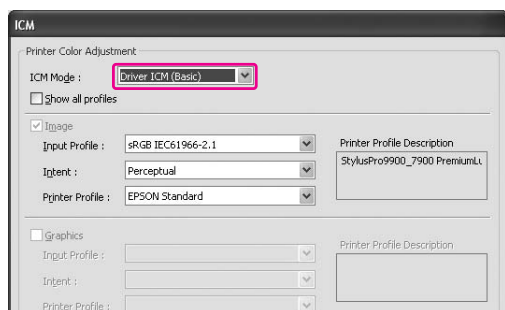 ICM
Printer Color Adjustment
ICM Mode : Driver ICM (Basic)
Show all profiles
Image
Input Profile : sRGB IEC61966-2.1
Printer Profile Description
Intent : Perceptual
StylusPro9900_7900 PremiumLu
Printer Profile : EPSON Standard
Graphics
Input Profile :
Printer Profile Description
Intent :
Printer Profile :